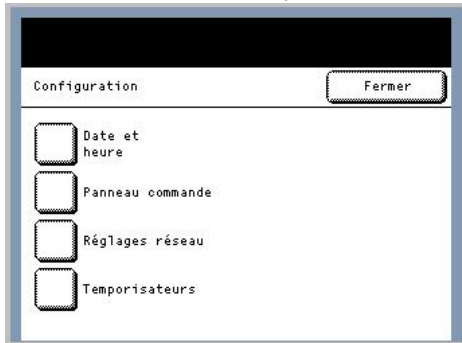 Configuration
Fermer
Date et
heure
Panneau commande
Réglages réseau
Temporisateurs